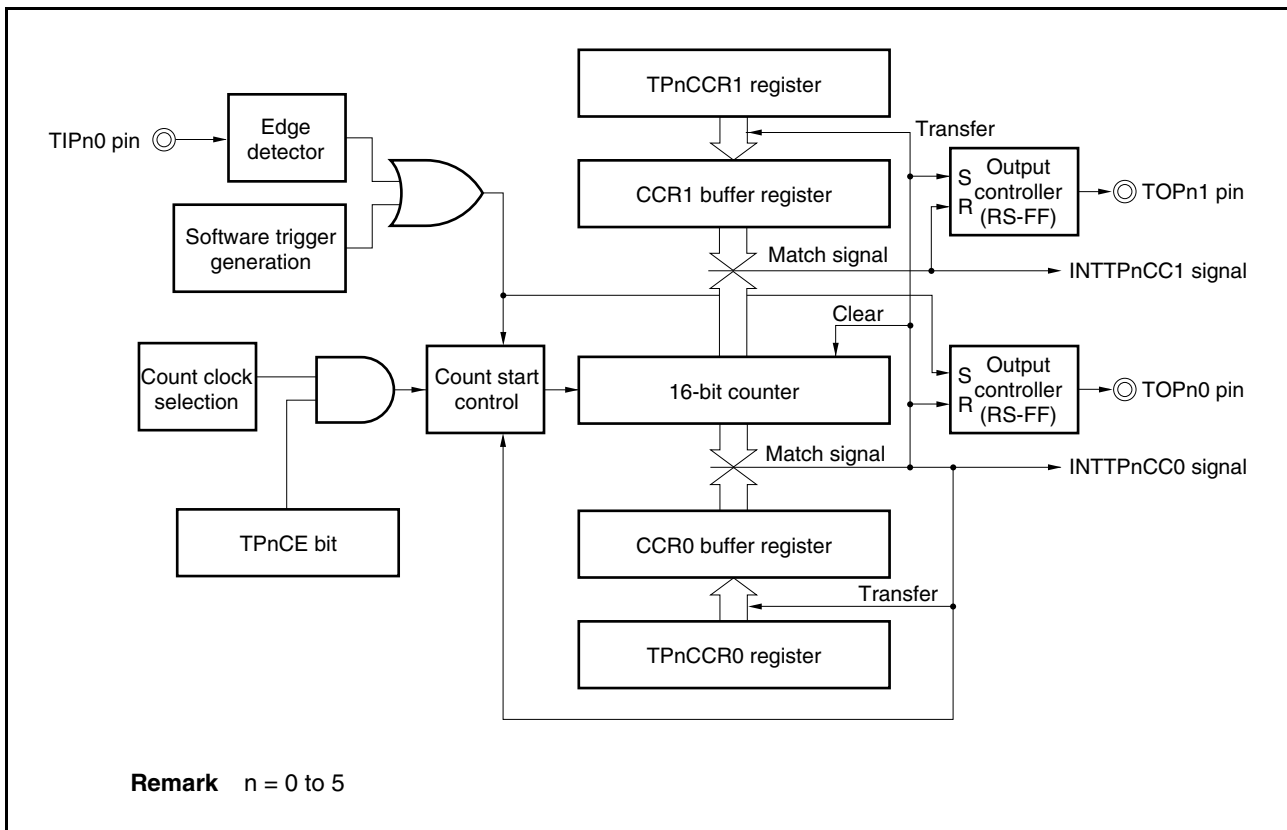 TPnCCR1 register
TIPn0 pin
Edge
detector
Transfer
CCR1 buffer register
S
R
Output
controller
(RS-FF)
TOPn1 pin
Software trigger
generation
Match signal
INTTPnCC1 signal
Clear
Count clock
selection
Count start
control
16-bit counter
S
R
Output
controller
(RS-FF)
TOPn0 pin
Match signal
INTTPnCC0 signal
TPnCE bit
CCR0 buffer register
Transfer
TPnCCR0 register
Remark n = 0 to 5